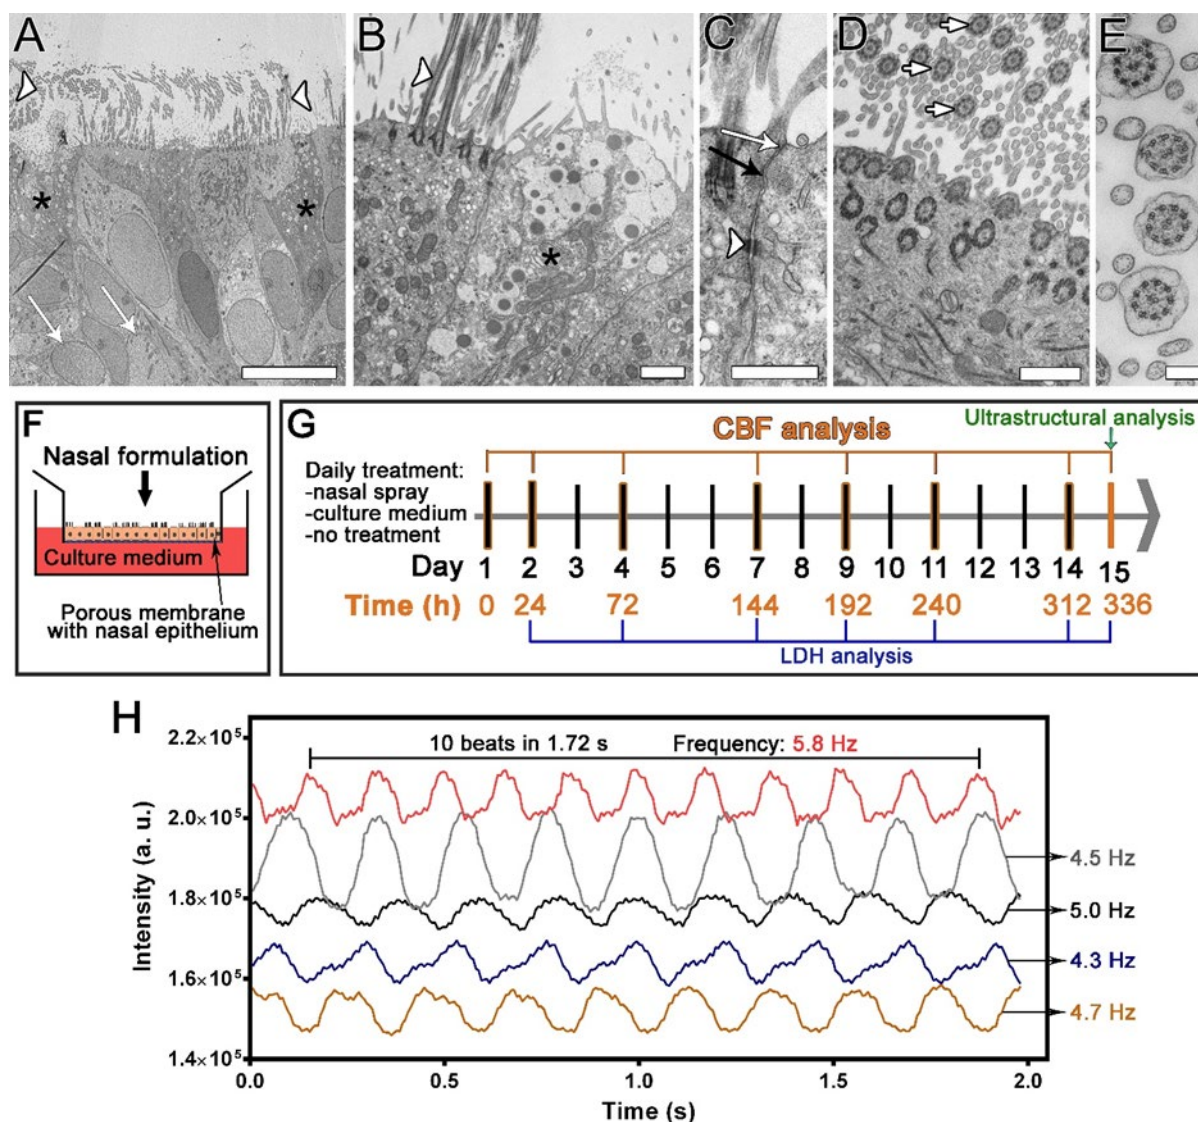 A
B
C
D
E
F
Nasal formulation
Culture medium
Porous membrane
with nasal epithelium
G
Ultrastructural analysis
CBF analysis
Daily treatment:
-nasal spray
-culture medium
-no treatment
Day 1 2 3 4 5 6 7 8 9 10 11 12 13 14 15
Time (h) 0 24 72 144 192 240 312 336
LDH analysis
H
10 beats in 1.72 s Frequency: 5.8 Hz
2.2×10⁵
2.0×10⁵
1.8×10⁵
1.6×10⁵
1.4×10⁵
Intensity (a. u.)
4.5 Hz
5.0 Hz
4.3 Hz
4.7 Hz
0.0 0.5 1.0 1.5 2.0
Time (s)